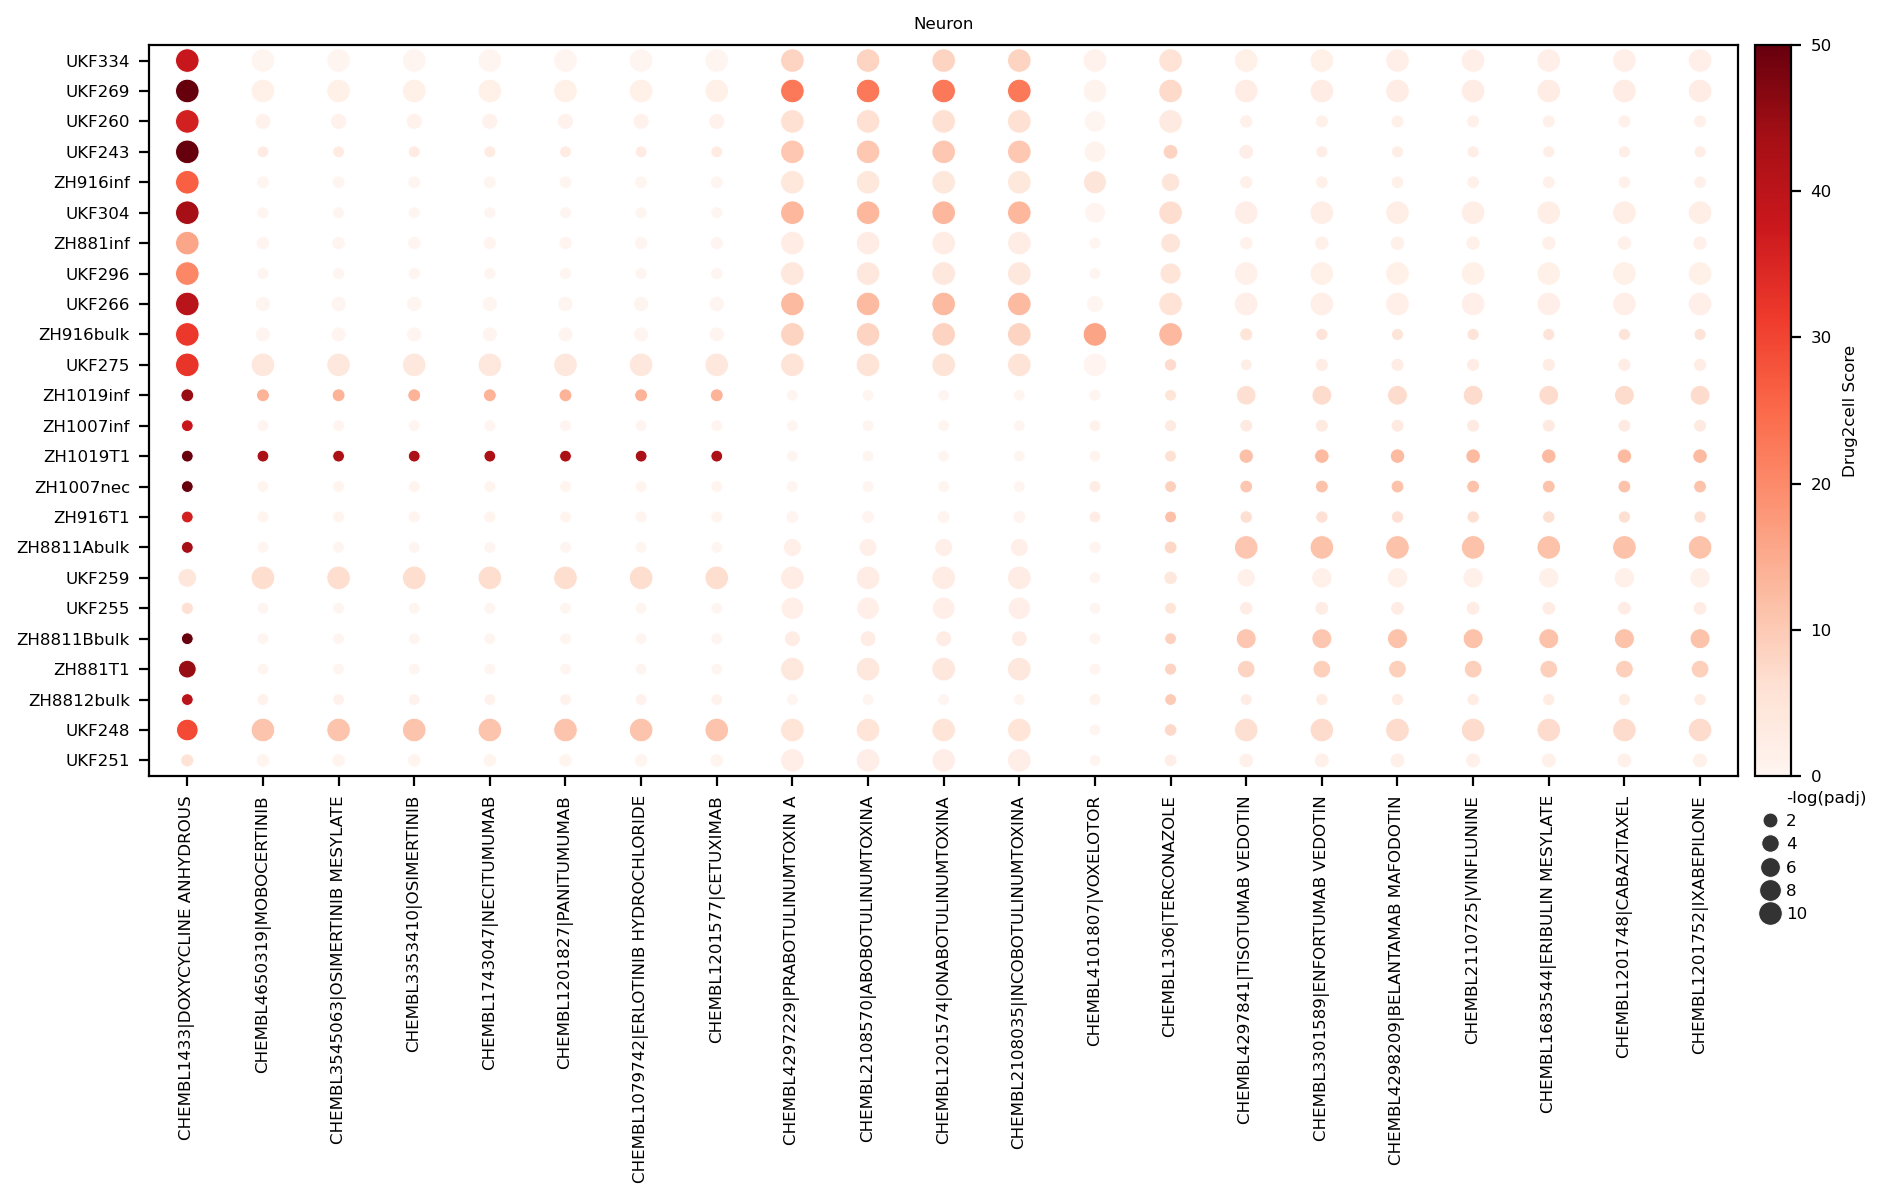 Neuron
UKF334
UKF269
UKF260
UKF243
ZH916inf
UKF304
ZH881inf
UKF296
UKF266
ZH916bulk
UKF275
ZH1019inf
ZH1007inf
ZH1019T1
ZH1007nec
ZH916T1
ZH8811Abulk
UKF259
UKF255
ZH8811Bbulk
ZH881T1
ZH8812bulk
UKF248
UKF251
CHEMBL1433|DOXYCYCLINE ANHYDROUS
CHEMBL4650319|MOBOCERTINIB
CHEMBL3545063|OSIMERTINIB MESYLATE
CHEMBL3353410|OSIMERTINIB
CHEMBL1743047|NECITUMUMAB
CHEMBL1201827|PANITUMUMAB
CHEMBL1079742|ERLOTINIB HYDROCHLORIDE
CHEMBL1201577|CETUXIMAB
CHEMBL4297229|PRABOTULINUMTOXIN A
CHEMBL2108570|ABOBOTULINUMTOXINA
CHEMBL1201574|ONABOTULINUMTOXINA
CHEMBL2108035|INCOBOTULINUMTOXINA
CHEMBL4101807|VOXELOTOR
CHEMBL1306|TERCONAZOLE
CHEMBL4297841|TISOTUMAB VEDOTIN
CHEMBL3301589|ENFORTUMAB VEDOTIN
CHEMBL4298209|BELANTAMAB MAFODOTIN
CHEMBL2110725|VINFLUNINE
CHEMBL1683544|ERIBULIN MESYLATE
CHEMBL1201748|CABAZITAXEL
CHEMBL1201752|IXABEPILONE
50
40
30
20
10
0
Drug2cell Score
-log(padj)
2
4
6
8
10